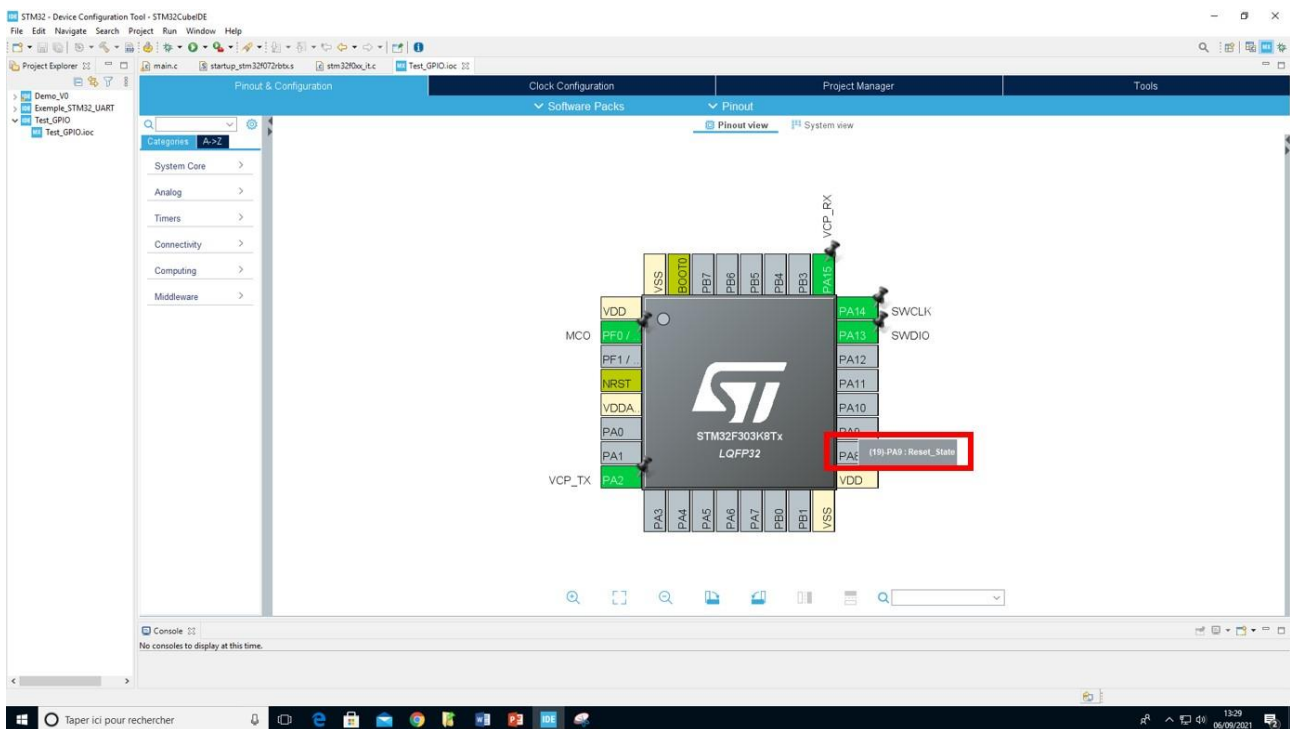 STM32 - Device Configuration Tool - STM32CubeIDE
File Edit Navigate Search Project Run Window Help
Project Explorer
main.c
startup_stm32f072rbtx.s
stm32f0xx_it.c
Test_GPIO.ioc
Demo_V0
Exemple_STM32_UART
Test_GPIO
Test_GPIO.ioc
Pinout & Configuration
Clock Configuration
Project Manager
Tools
Software Packs
Pinout
Pinout view
System view
Categories
A->Z
System Core
Analog
Timers
Connectivity
Computing
Middleware
VCP_RX
VSS
BOOT0
PB7
PB6
PB5
PB4
PB3
PA15
VDD
MCO PF0 / ..
PF1 / ..
NRST
VDDA..
PA0
PA1
VCP_TX PA2
STM32F303K8Tx
LQFP32
PA14 SWCLK
PA13 SWDIO
PA12
PA11
PA10
PA9
(19)-PA9 : Reset_State
VDD
PA3
PA4
PA5
PA6
PA7
PB0
PB1
VSS
Console
No consoles to display at this time.
Taper ici pour rechercher
IDE
13:29
06/09/2021